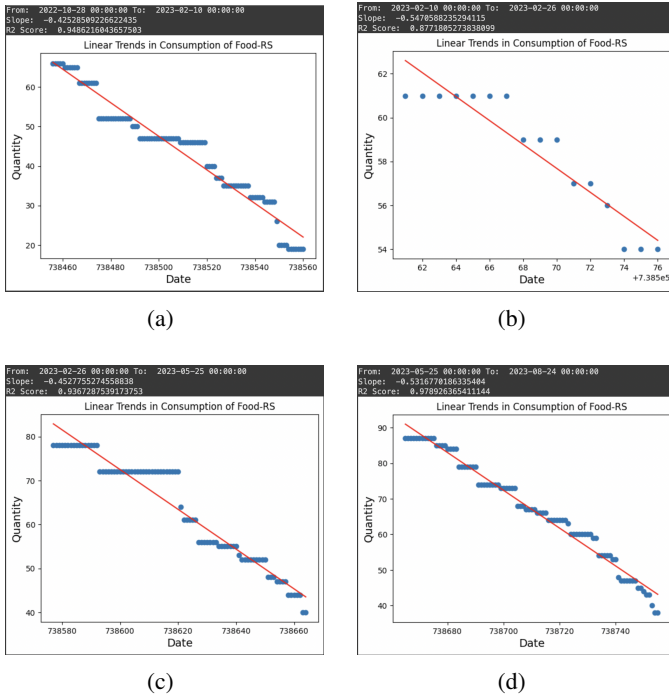 From:  2022-10-28 00:00:00 To:  2023-02-10 00:00:00
Slope:  -0.42528509226622435
R2 Score:  0.9486216043657503
Linear Trends in Consumption of Food-RS
Quantity
60
50
40
30
20
738460 738480 738500 738520 738540 738560
Date
(a)
From:  2023-02-10 00:00:00 To:  2023-02-26 00:00:00
Slope:  -0.5470588235294115
R2 Score:  0.8771805273838099
Linear Trends in Consumption of Food-RS
Quantity
62
60
58
56
54
62 64 66 68 70 72 74 76
+7.385e5
Date
(b)
From:  2023-02-26 00:00:00 To:  2023-05-25 00:00:00
Slope:  -0.4527755274558838
R2 Score:  0.9367287539173753
Linear Trends in Consumption of Food-RS
Quantity
80
70
60
50
40
738580 738600 738620 738640 738660
Date
(c)
From:  2023-05-25 00:00:00 To:  2023-08-24 00:00:00
Slope:  -0.5316770186335404
R2 Score:  0.978926365411144
Linear Trends in Consumption of Food-RS
Quantity
90
80
70
60
50
40
738680 738700 738720 738740
Date
(d)